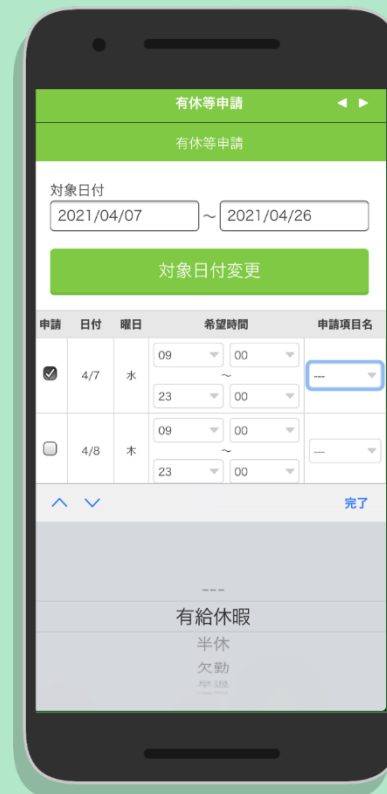 有休等申請
有休等申請
対象日付
2021/04/07 ～ 2021/04/26
対象日付変更
申請 日付 曜日 希望時間 申請項目名
09 00
4/7 水 ～ ---
23 00
09 00
4/8 木 ～ ---
23 00
完了
---
有給休暇
半休
欠勤